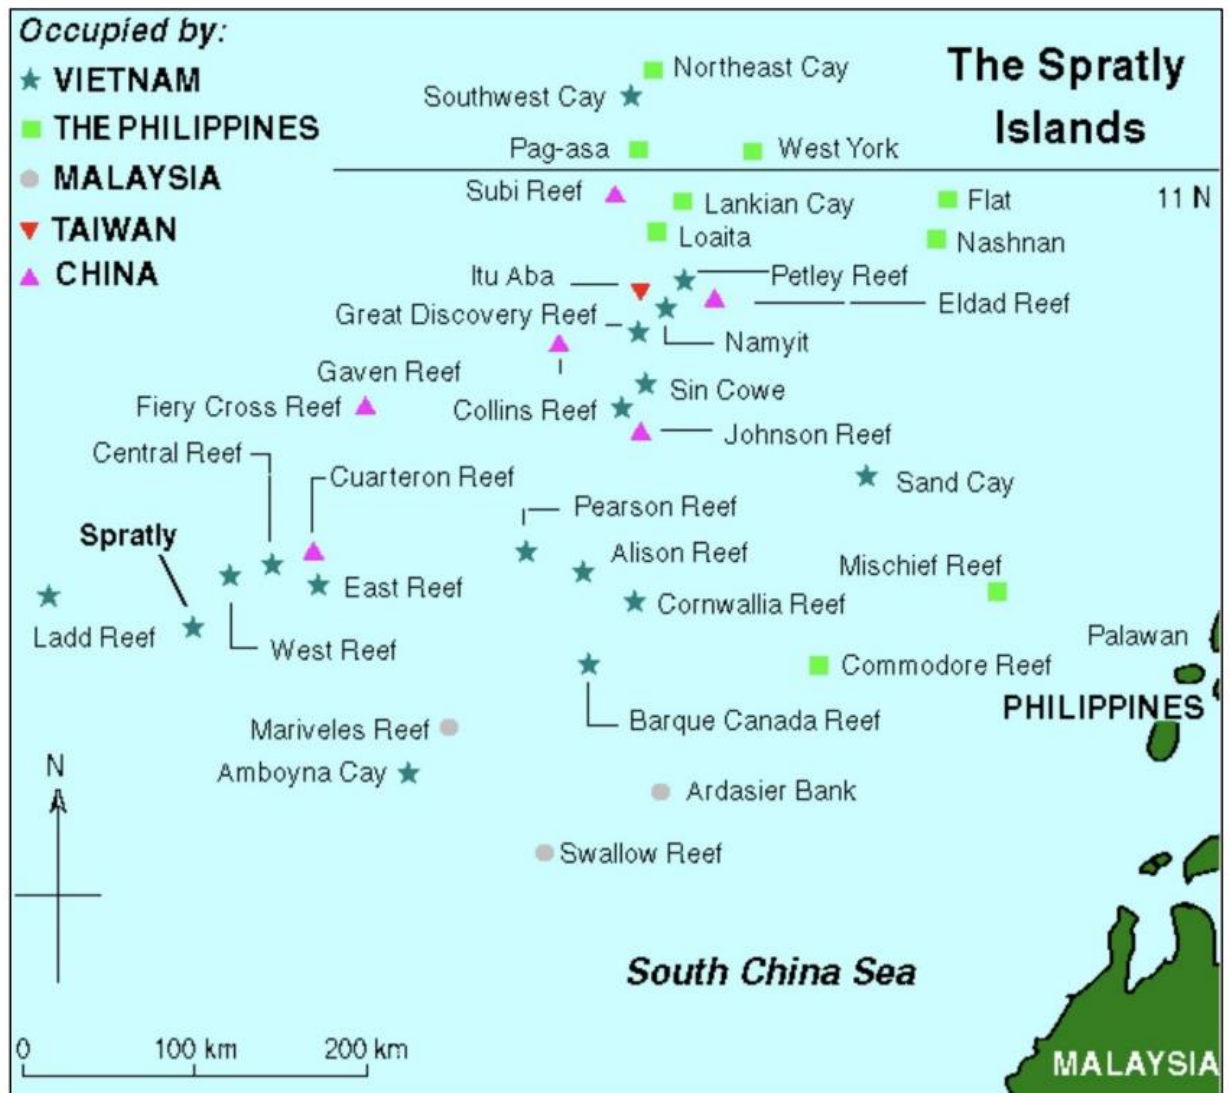 Occupied by:
VIETNAM
THE PHILIPPINES
MALAYSIA
TAIWAN
CHINA
The Spratly
Islands
Northeast Cay
Southwest Cay
Pag-asa
West York
Subi Reef
11 N
Lankian Cay
Flat
Loaita
Nashnan
Itu Aba
Petley Reef
Eldad Reef
Great Discovery Reef
Namyit
Gaven Reef
Sin Cowe
Fiery Cross Reef
Collins Reef
Johnson Reef
Central Reef
Cuarteron Reef
Sand Cay
Pearson Reef
Spratly
Alison Reef
Mischief Reef
East Reef
Cornwallia Reef
Ladd Reef
West Reef
Palawan
Commodore Reef
PHILIPPINES
Mariveles Reef
Barque Canada Reef
N
Amboyna Cay
Ardasier Bank
Swallow Reef
South China Sea
0 100 km 200 km
MALAYSIA